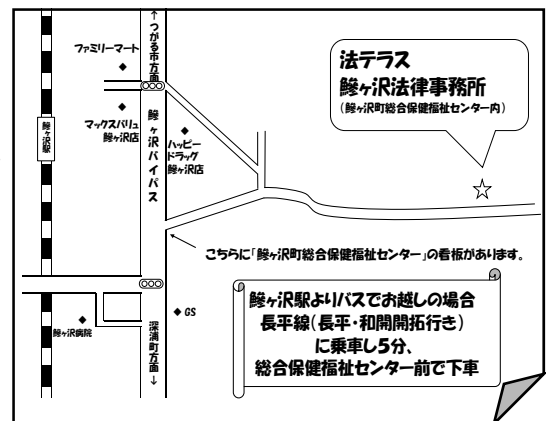 ↑つがる市方面
ファミリーマート
マックスバリュ
鰺ヶ沢店
鰺ヶ沢駅
鰺ヶ沢バイパス
ハッピー
ドラッグ
鰺ヶ沢店
法テラス
鰺ヶ沢法律事務所
(鰺ヶ沢町総合保健福祉センター内)
こちらに「鰺ヶ沢町総合保健福祉センター」の看板があります。
GS
鰺ヶ沢病院
深浦町方面→
鰺ヶ沢駅よりバスでお越しの場合
長平線(長平・和開開拓行き)
に乗車し5分、
総合保健福祉センター前で下車